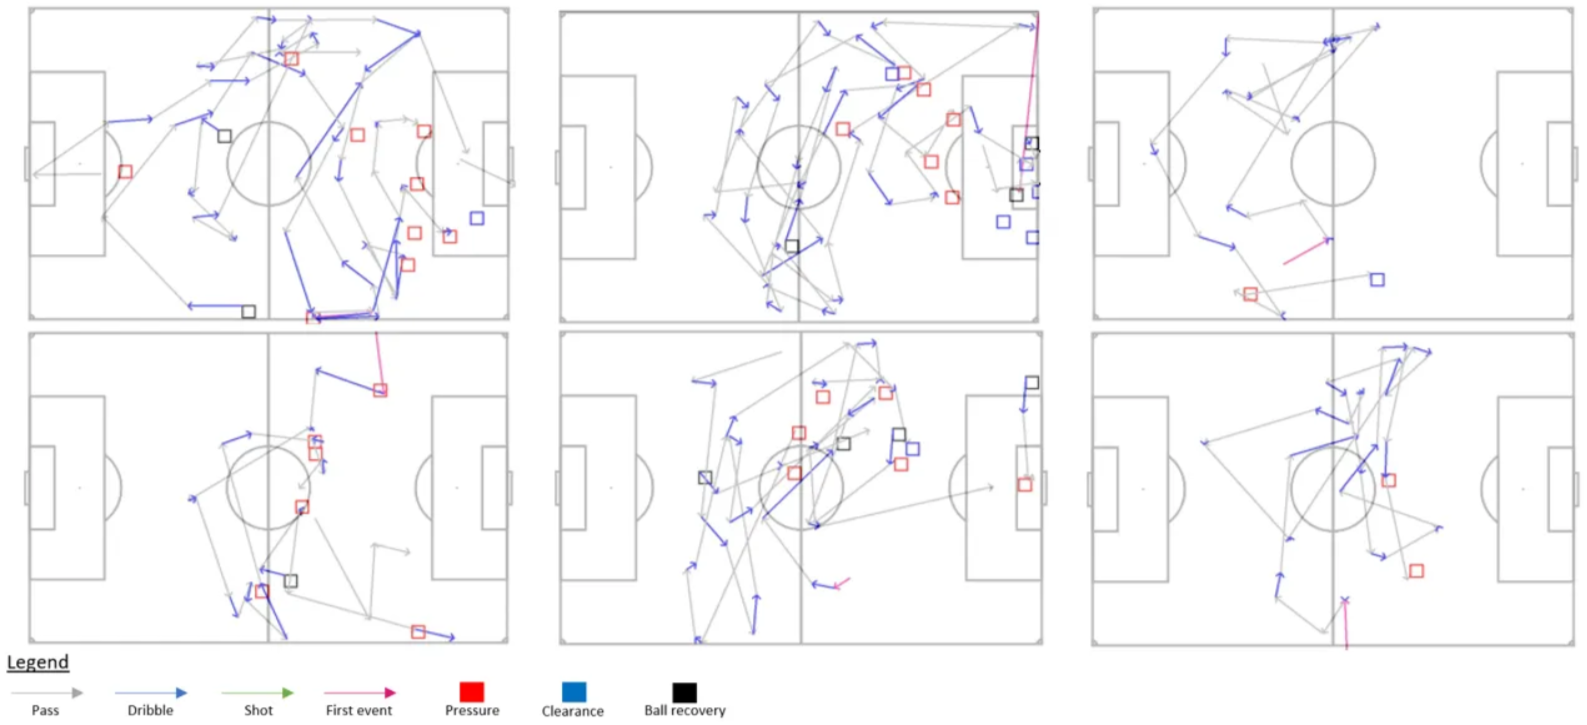 Legend
Pass
Dribble
Shot
First event
Pressure
Clearance
Ball recovery